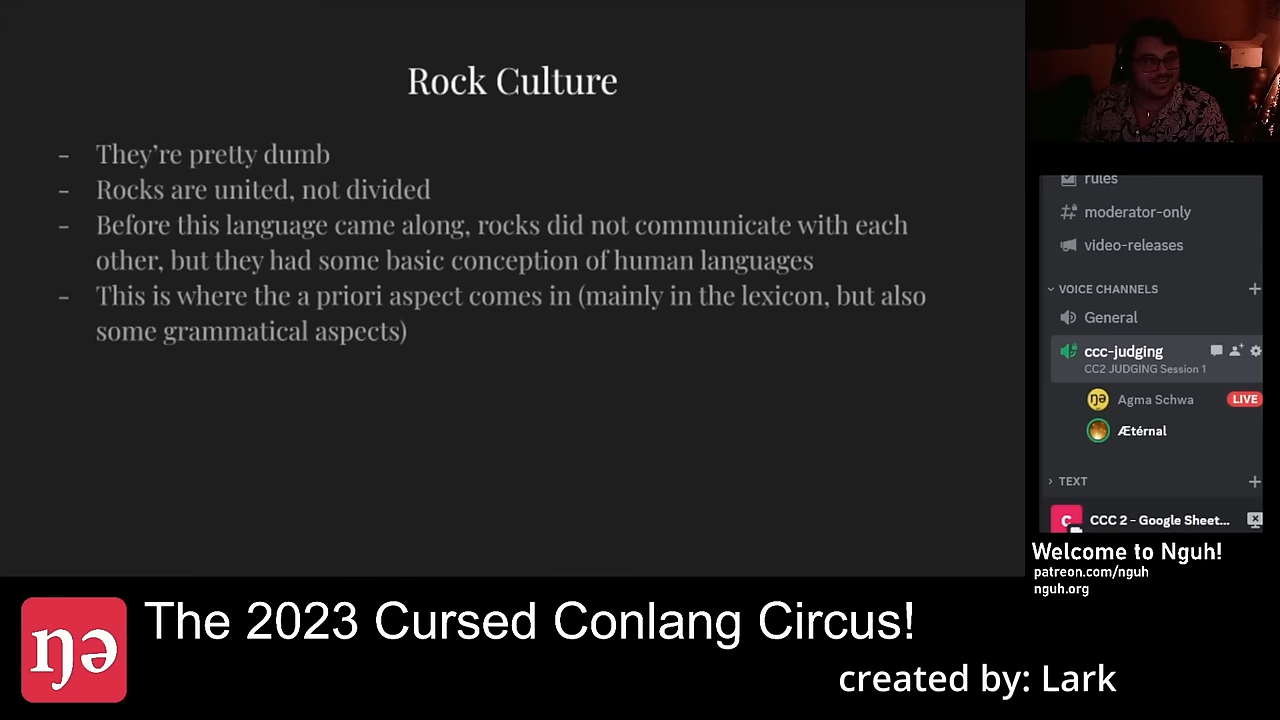 Rock Culture
- They're pretty dumb
- Rocks are united, not divided
- Before this language came along, rocks did not communicate with each
other, but they had some basic conception of human languages
- This is where the a priori aspect comes in (mainly in the lexicon, but also
some grammatical aspects)
rules
moderator-only
video-releases
VOICE CHANNELS
General
ccc-judging
CC2 JUDGING Session 1
ŋə Agma Schwa LIVE
Ætérnal
TEXT
C CCC 2 - Google Sheet...
Welcome to Nguh!
patreon.com/nguh
nguh.org
ŋə
The 2023 Cursed Conlang Circus!
created by: Lark